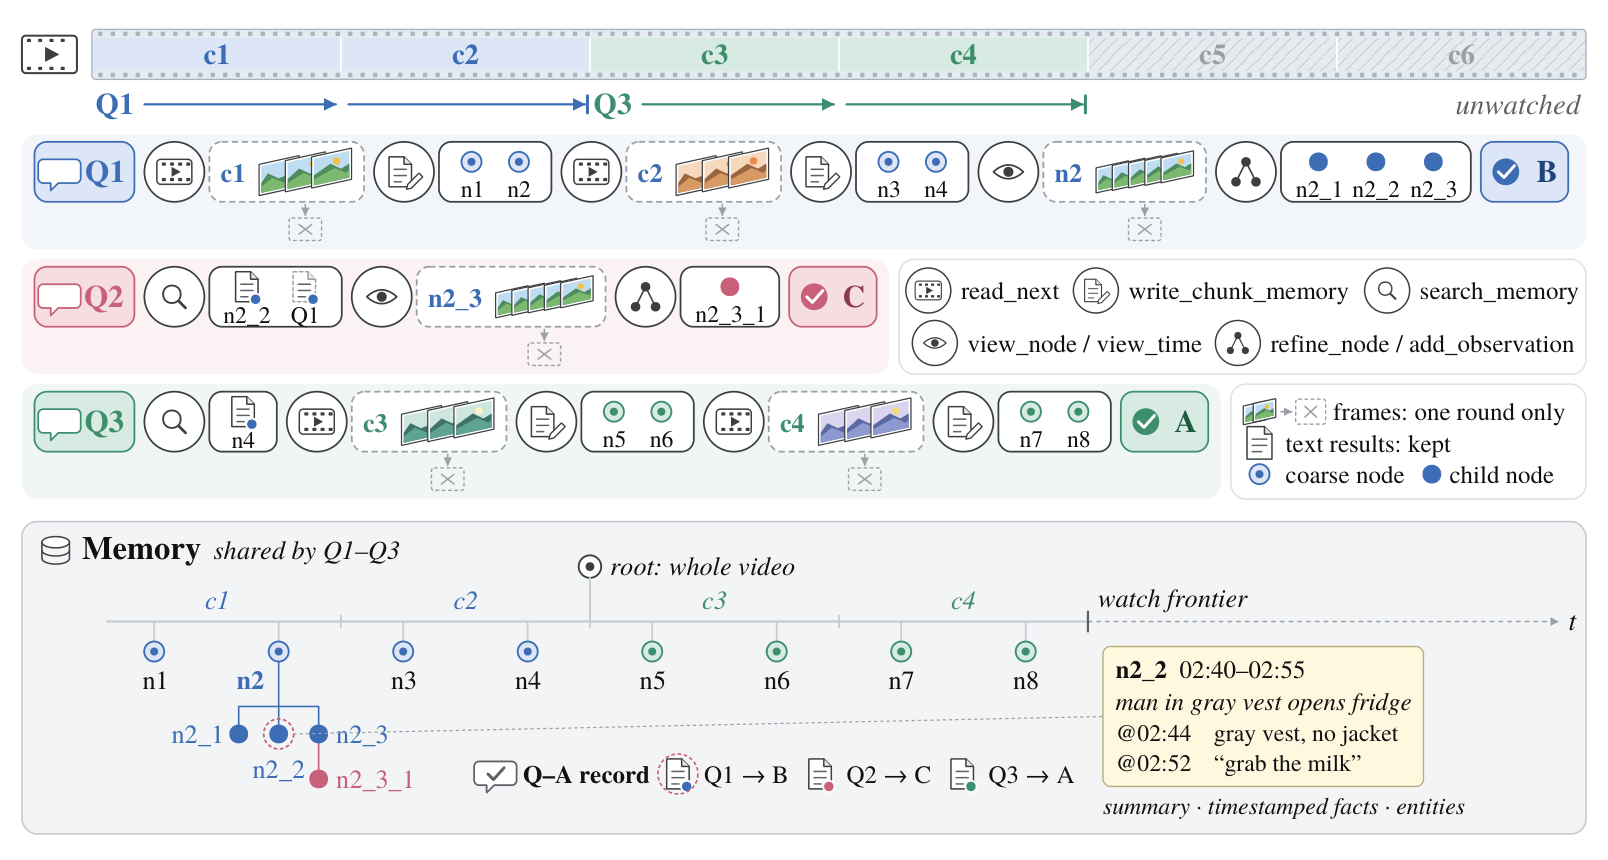 c1 c2 c3 c4 c5 c6
Q1 Q3 unwatched
Q1 c1 n1 n2 c2 n3 n4 n2 n2_1 n2_2 n2_3 B
Q2 n2_2 Q1 n2_3 n2_3_1 C
read_next write_chunk_memory search_memory
view_node / view_time refine_node / add_observation
Q3 n4 c3 n5 n6 c4 n7 n8 A
frames: one round only
text results: kept
coarse node child node
Memory shared by Q1–Q3
root: whole video
c1 c2 c3 c4 watch frontier
t
n1 n2 n3 n4 n5 n6 n7 n8
n2_1 n2_3
n2_2
n2_3_1
Q–A record Q1 → B Q2 → C Q3 → A
n2_2 02:40–02:55
man in gray vest opens fridge
@02:44 gray vest, no jacket
@02:52 “grab the milk”
summary · timestamped facts · entities